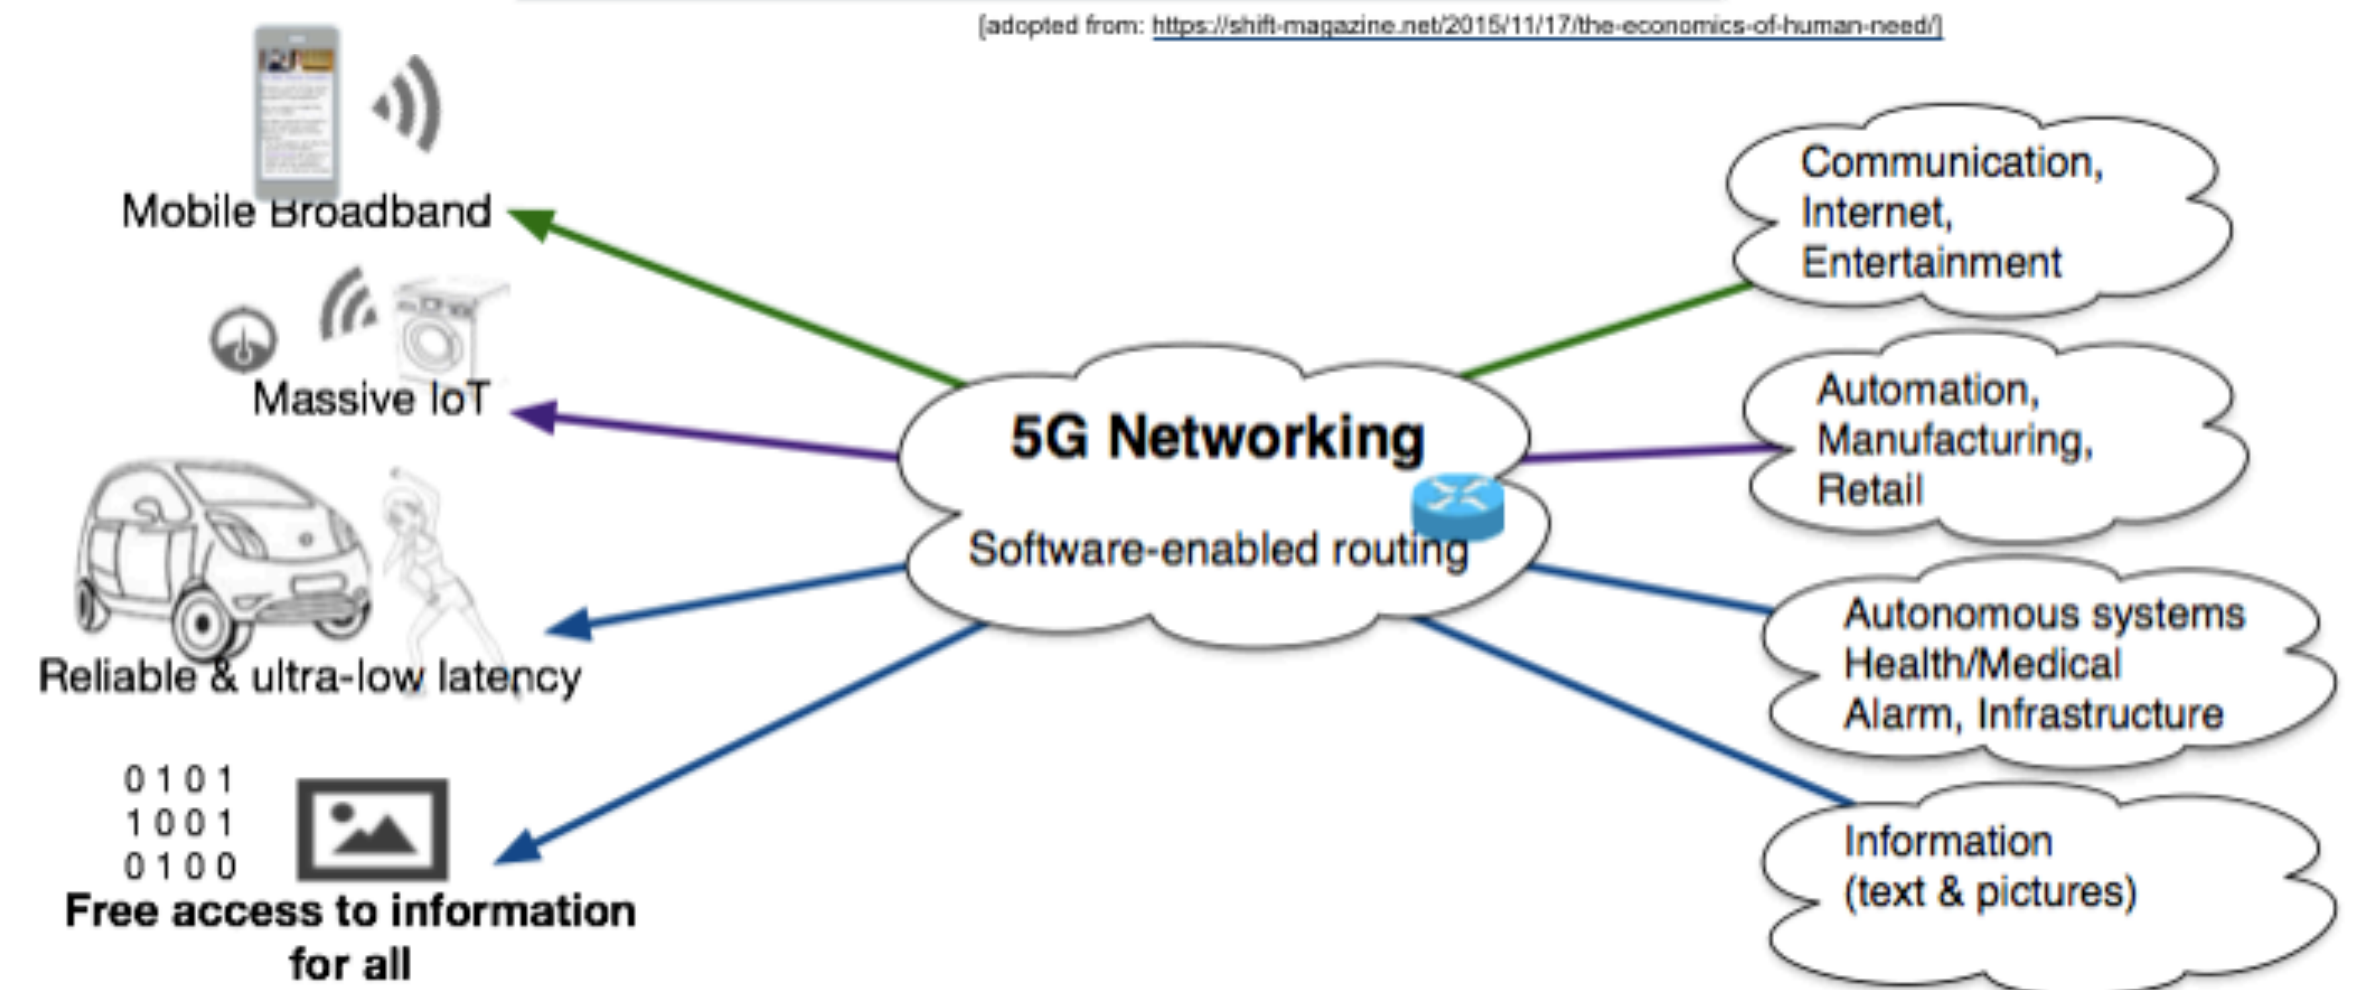 [adopted from: https://shift-magazine.net/2015/11/17/the-economics-of-human-need/]
Mobile Broadband
Massive IoT
Reliable & ultra-low latency
0 1 0 1
1 0 0 1
0 1 0 0
Free access to information
for all
5G Networking
Software-enabled routing
Communication,
Internet,
Entertainment
Automation,
Manufacturing,
Retail
Autonomous systems
Health/Medical
Alarm, Infrastructure
Information
(text & pictures)